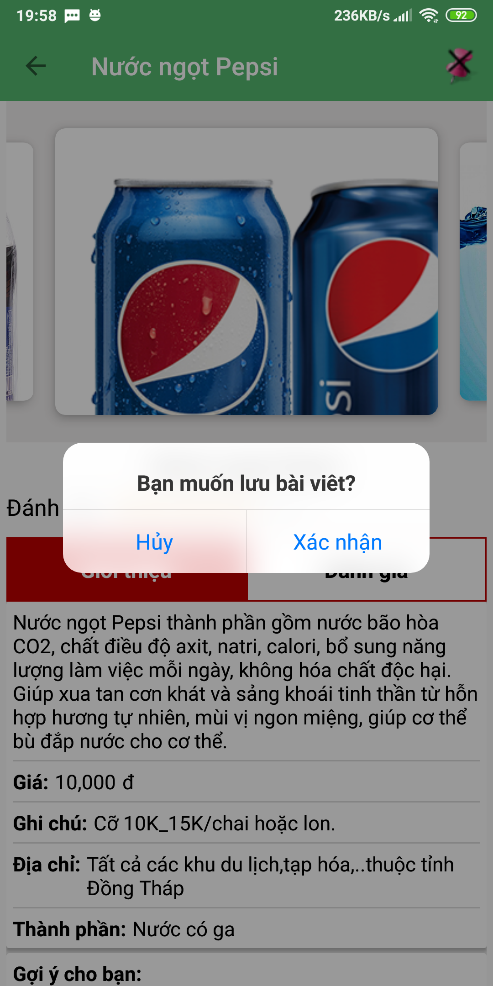 19:58
236KB/s
92
Nước ngọt Pepsi
psi
Bạn muốn lưu bài viêt?
Đánh
Hủy
Xác nhận
Giới thiệu
Đánh giá
Nước ngọt Pepsi thành phần gồm nước bão hòa
CO2, chất điều độ axit, natri, calori, bổ sung năng
lượng làm việc mỗi ngày, không hóa chất độc hại.
Giúp xua tan cơn khát và sảng khoái tinh thần từ hỗn
hợp hương tự nhiên, mùi vị ngon miệng, giúp cơ thể
bù đắp nước cho cơ thể.
Giá: 10,000 đ
Ghi chú: Cỡ 10K_15K/chai hoặc lon.
Địa chỉ: Tất cả các khu du lịch,tạp hóa,..thuộc tỉnh
Đồng Tháp
Thành phần: Nước có ga
Gợi ý cho bạn: